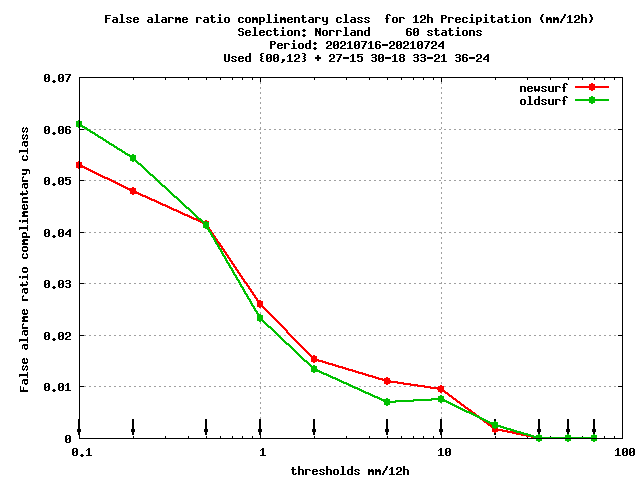 False alarme ratio complimentary class  for 12h Precipitation (mm/12h)
Selection: Norrland     60 stations
Period: 20210716-20210724
Used {00,12} + 27-15 30-18 33-21 36-24
newsurf
oldsurf
0.07
0.06
0.05
0.04
0.03
0.02
0.01
0
False alarme ratio complimentary class
0.1 1 10 100
thresholds mm/12h